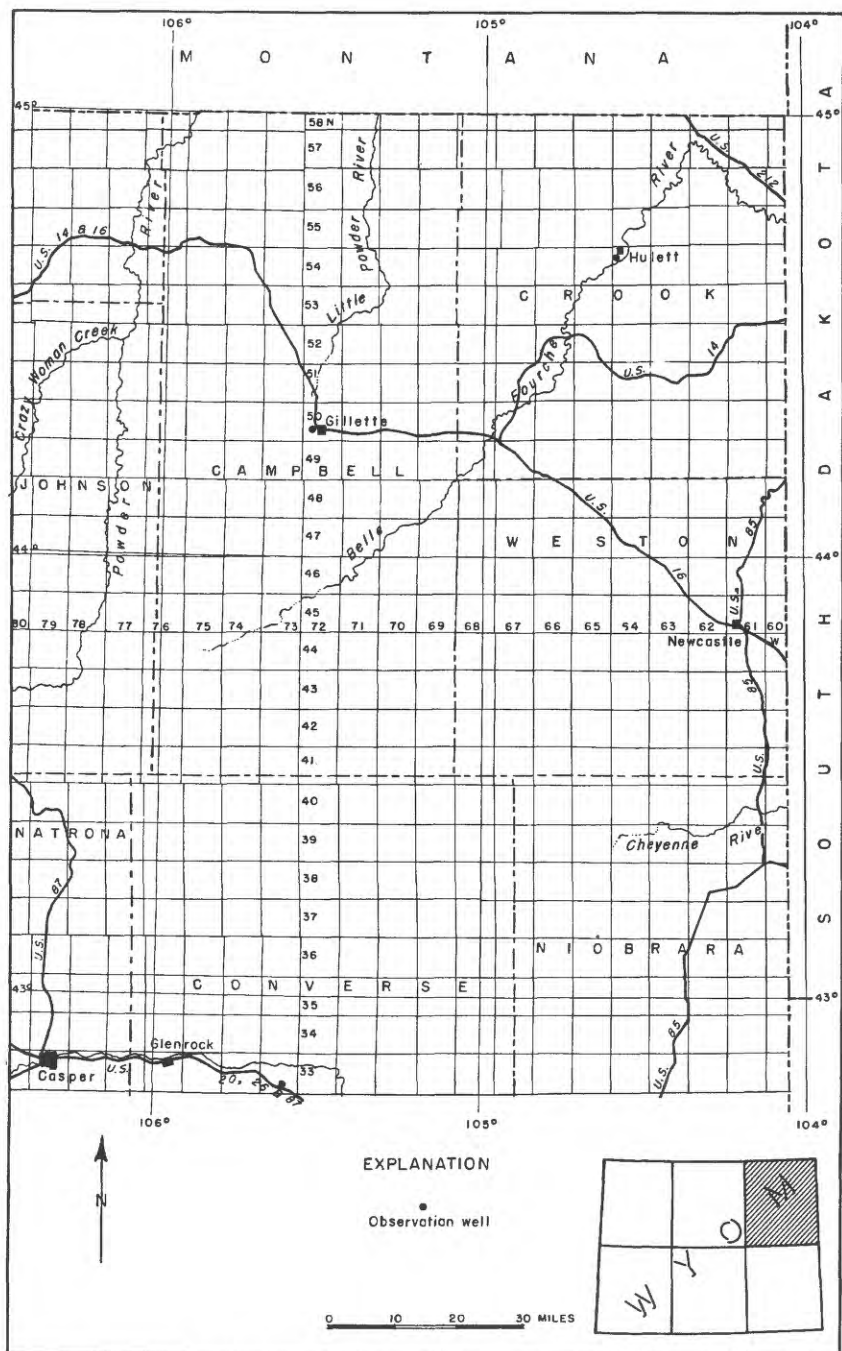 106° 105° 104°
M O N T A N A
45° 45°
58 N
57
56
55
54
53
52
51
50
49
48
47
46
45
44
43
42
41
40
39
38
37
36
35
34
33
U.S. 14 & 16
River
Little Powder River
River
U.S. 212
Hulett
C R O O K
Crazy Woman Creek
Fourche
U.S. 14
Gillette
C A M P B E L L
JOHNSON
Powder
Belle
U.S. 16
W E S T O N
U.S. 85
44° 44°
80 79 78 77 76 75 74 73 72 71 70 69 68 67 66 65 54 63 62 61 60
W
Newcastle
U.S. 85
S O U T H D A K O T A
NATRONA
U.S. 87
Cheyenne River
N I O B R A R A
43° 43°
C O N V E R S E
U.S. 85
Glenrock
Casper
U.S. 20, 26 & 87
106° 105° 104°
N
EXPLANATION
Observation well
0 10 20 30 MILES
W Y O M